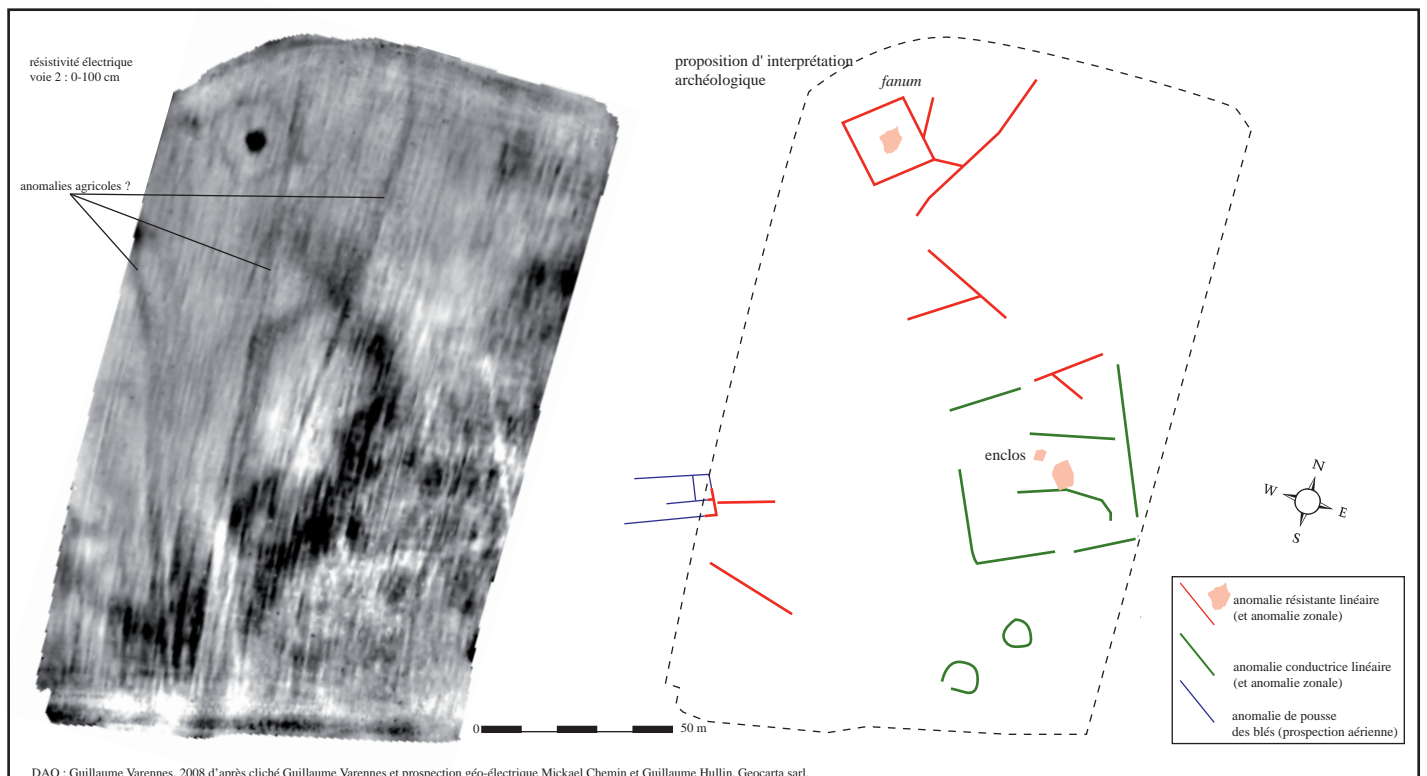 résistivité électrique
voie 2 : 0-100 cm
anomalies agricoles ?
proposition d' interprétation
archéologique
fanum
enclos
N
W
E
S
0
50 m
anomalie résistante linéaire
(et anomalie zonale)
anomalie conductrice linéaire
(et anomalie zonale)
anomalie de pousse
des blés (prospection aérienne)
DAO : Guillaume Varennes, 2008 d'après cliché Guillaume Varennes et prospection géo-électrique Mickael Chemin et Guillaume Hullin, Geocarta sarl.